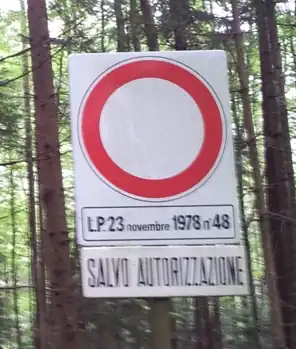 L.P. 23 novembre 1978 n° 48
SALVO AUTORIZZAZIONE